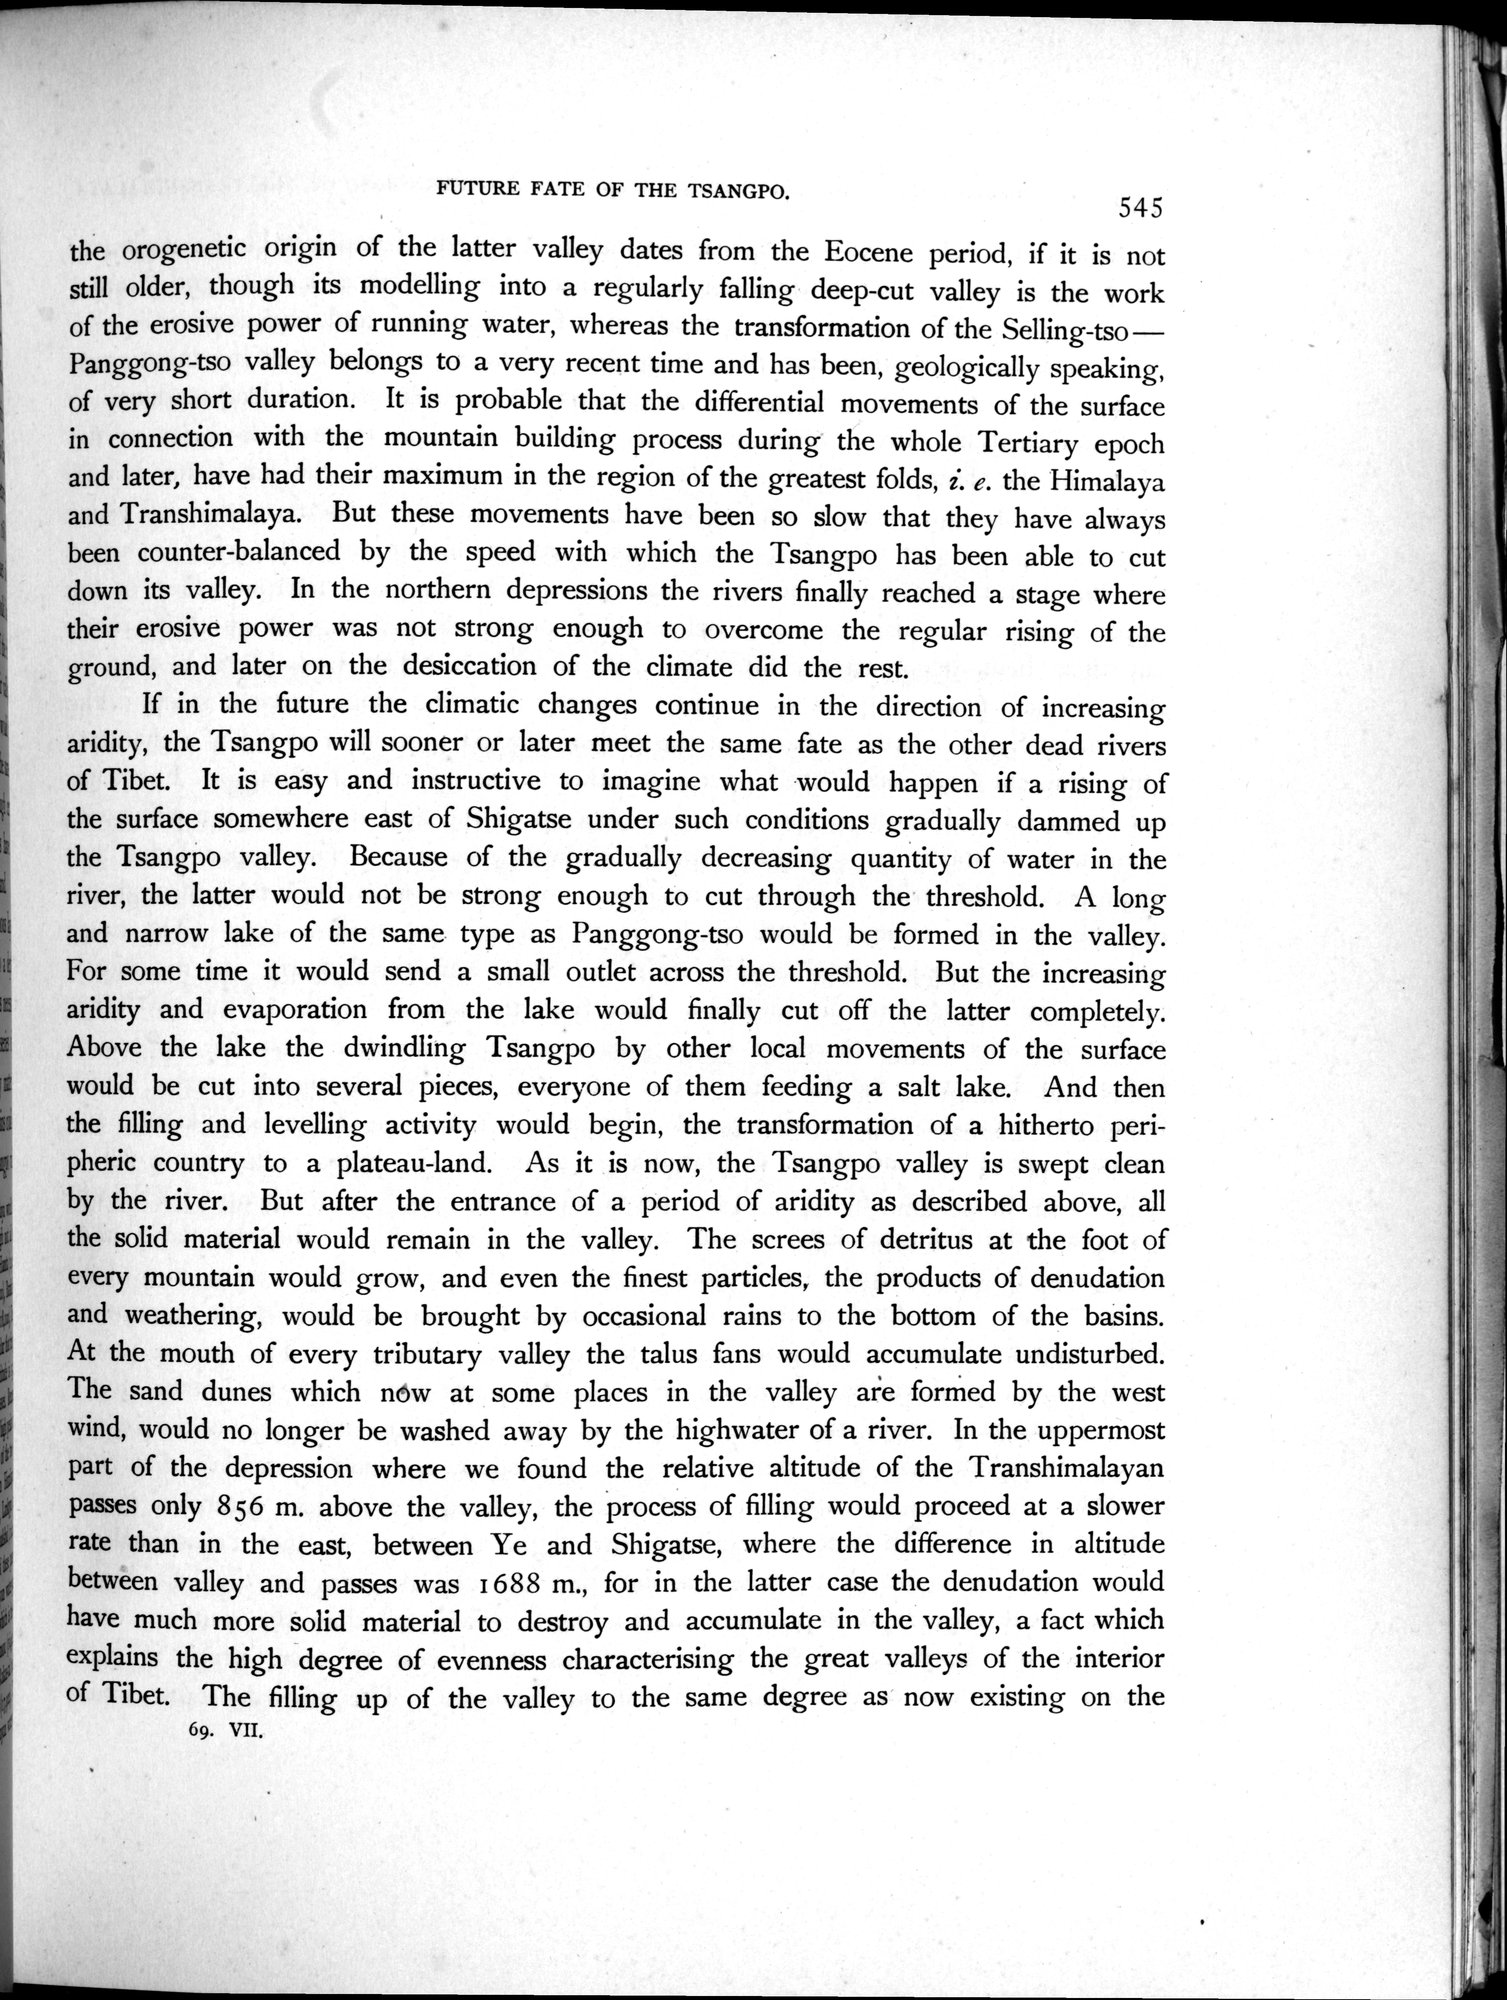 FUTURE FATE OF THE TSANGPO.
545
the orogenetic origin of the latter valley dates from the Eocene period, if it is not
still older, though its modelling into a regularly falling deep-cut valley is the work
of the erosive power of running water, whereas the transformation of the Selling-tso—
Panggong-tso valley belongs to a very recent time and has been, geologically speaking,
of very short duration. It is probable that the differential movements of the surface
in connection with the mountain building process during the whole Tertiary epoch
and later, have had their maximum in the region of the greatest folds, i. e. the Himalaya
and Transhimalaya. But these movements have been so slow that they have always
been counter-balanced by the speed with which the Tsangpo has been able to cut
down its valley. In the northern depressions the rivers finally reached a stage where
their erosive power was not strong enough to overcome the regular rising of the
ground, and later on the desiccation of the climate did the rest.
If in the future the climatic changes continue in the direction of increasing
aridity, the Tsangpo will sooner or later meet the same fate as the other dead rivers
of Tibet. It is easy and instructive to imagine what would happen if a rising of
the surface somewhere east of Shigatse under such conditions gradually dammed up
the Tsangpo valley. Because of the gradually decreasing quantity of water in the
river, the latter would not be strong enough to cut through the threshold. A long
and narrow lake of the same type as Panggong-tso would be formed in the valley.
For some time it would send a small outlet across the threshold. But the increasing
aridity and evaporation from the lake would finally cut off the latter completely.
Above the lake the dwindling Tsangpo by other local movements of the surface
would be cut into several pieces, everyone of them feeding a salt lake. And then
the filling and levelling activity would begin, the transformation of a hitherto peri-
pheric country to a plateau-land. As it is now, the Tsangpo valley is swept clean
by the river. But after the entrance of a period of aridity as described above, all
the solid material would remain in the valley. The screes of detritus at the foot of
every mountain would grow, and even the finest particles, the products of denudation
and weathering, would be brought by occasional rains to the bottom of the basins.
At the mouth of every tributary valley the talus fans would accumulate undisturbed.
The sand dunes which now at some places in the valley are formed by the west
wind, would no longer be washed away by the highwater of a river. In the uppermost
part of the depression where we found the relative altitude of the Transhimalayan
passes only 856 m. above the valley, the process of filling would proceed at a slower
rate than in the east, between Ye and Shigatse, where the difference in altitude
between valley and passes was 1688 m., for in the latter case the denudation would
have much more solid material to destroy and accumulate in the valley, a fact which
explains the high degree of evenness characterising the great valleys of the interior
of Tibet. The filling up of the valley to the same degree as now existing on the
69. VII.